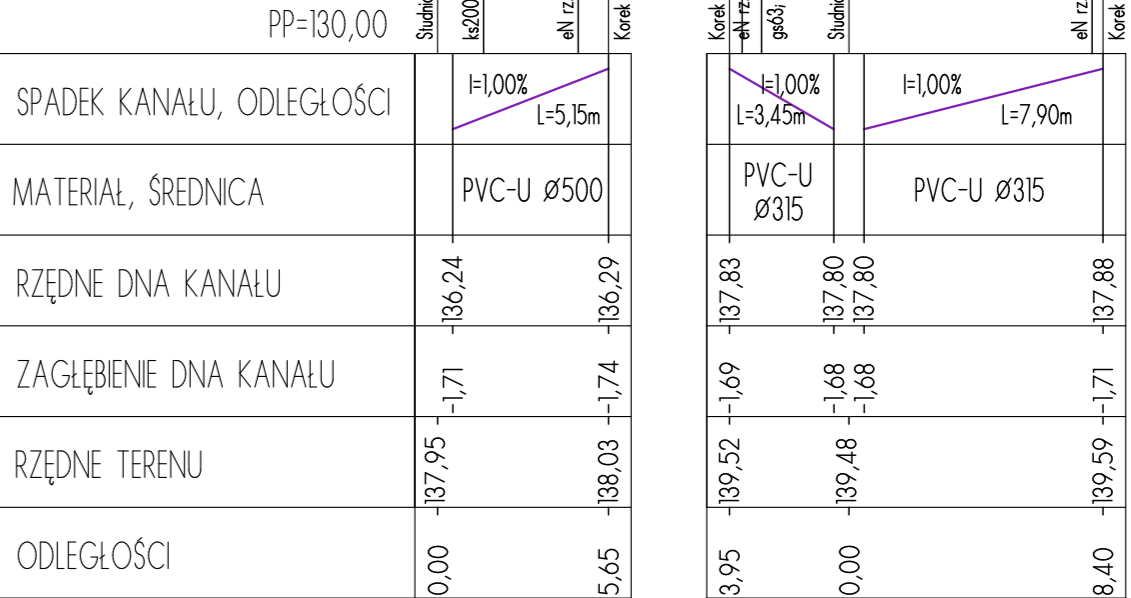 PP=130,00 Studnia ks200 eN rz. Korek Korek eN rz. gs63; Studnia eN rz. Korek
SPADEK KANAŁU, ODLEGŁOŚCI I=1,00% L=5,15m I=1,00% L=3,45m I=1,00% L=7,90m
MATERIAŁ, ŚREDNICA PVC-U Ø500 PVC-U Ø315 PVC-U Ø315
RZĘDNE DNA KANAŁU 136,24 136,29 137,83 137,80 137,80 137,88
ZAGŁĘBIENIE DNA KANAŁU -1,71 -1,74 -1,69 -1,68 -1,68 -1,71
RZĘDNE TERENU 137,95 138,03 139,52 139,48 139,59
ODLEGŁOŚCI 0,00 5,65 3,95 0,00 8,40